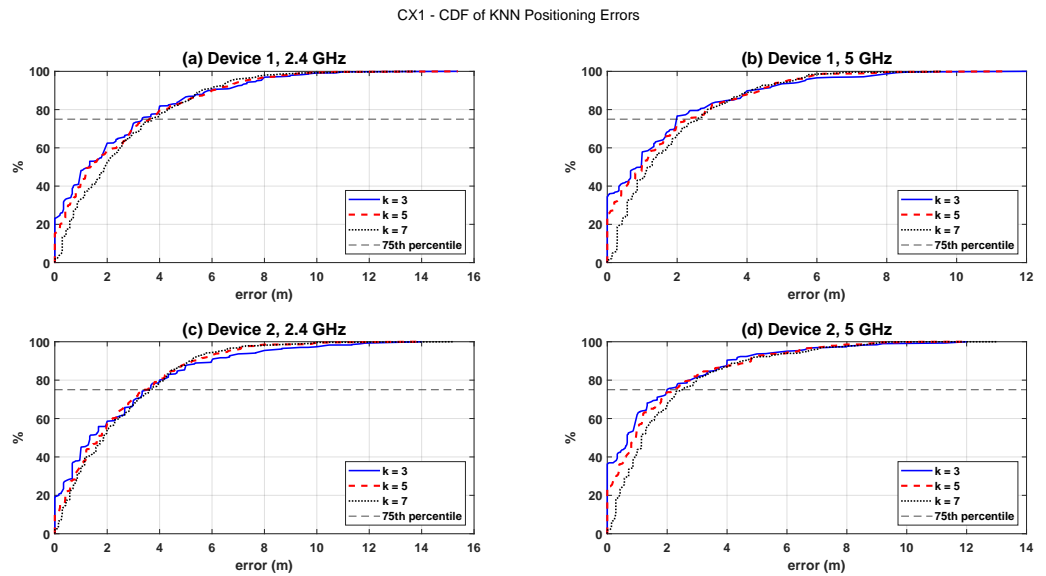 CX1 - CDF of KNN Positioning Errors
(a) Device 1, 2.4 GHz
100
80
60
40
20
0
%
0 2 4 6 8 10 12 14 16
error (m)
k = 3
k = 5
k = 7
75th percentile
(b) Device 1, 5 GHz
100
80
60
40
20
0
%
0 2 4 6 8 10 12
error (m)
k = 3
k = 5
k = 7
75th percentile
(c) Device 2, 2.4 GHz
100
80
60
40
20
0
%
0 2 4 6 8 10 12 14 16
error (m)
k = 3
k = 5
k = 7
75th percentile
(d) Device 2, 5 GHz
100
80
60
40
20
0
%
0 2 4 6 8 10 12 14
error (m)
k = 3
k = 5
k = 7
75th percentile